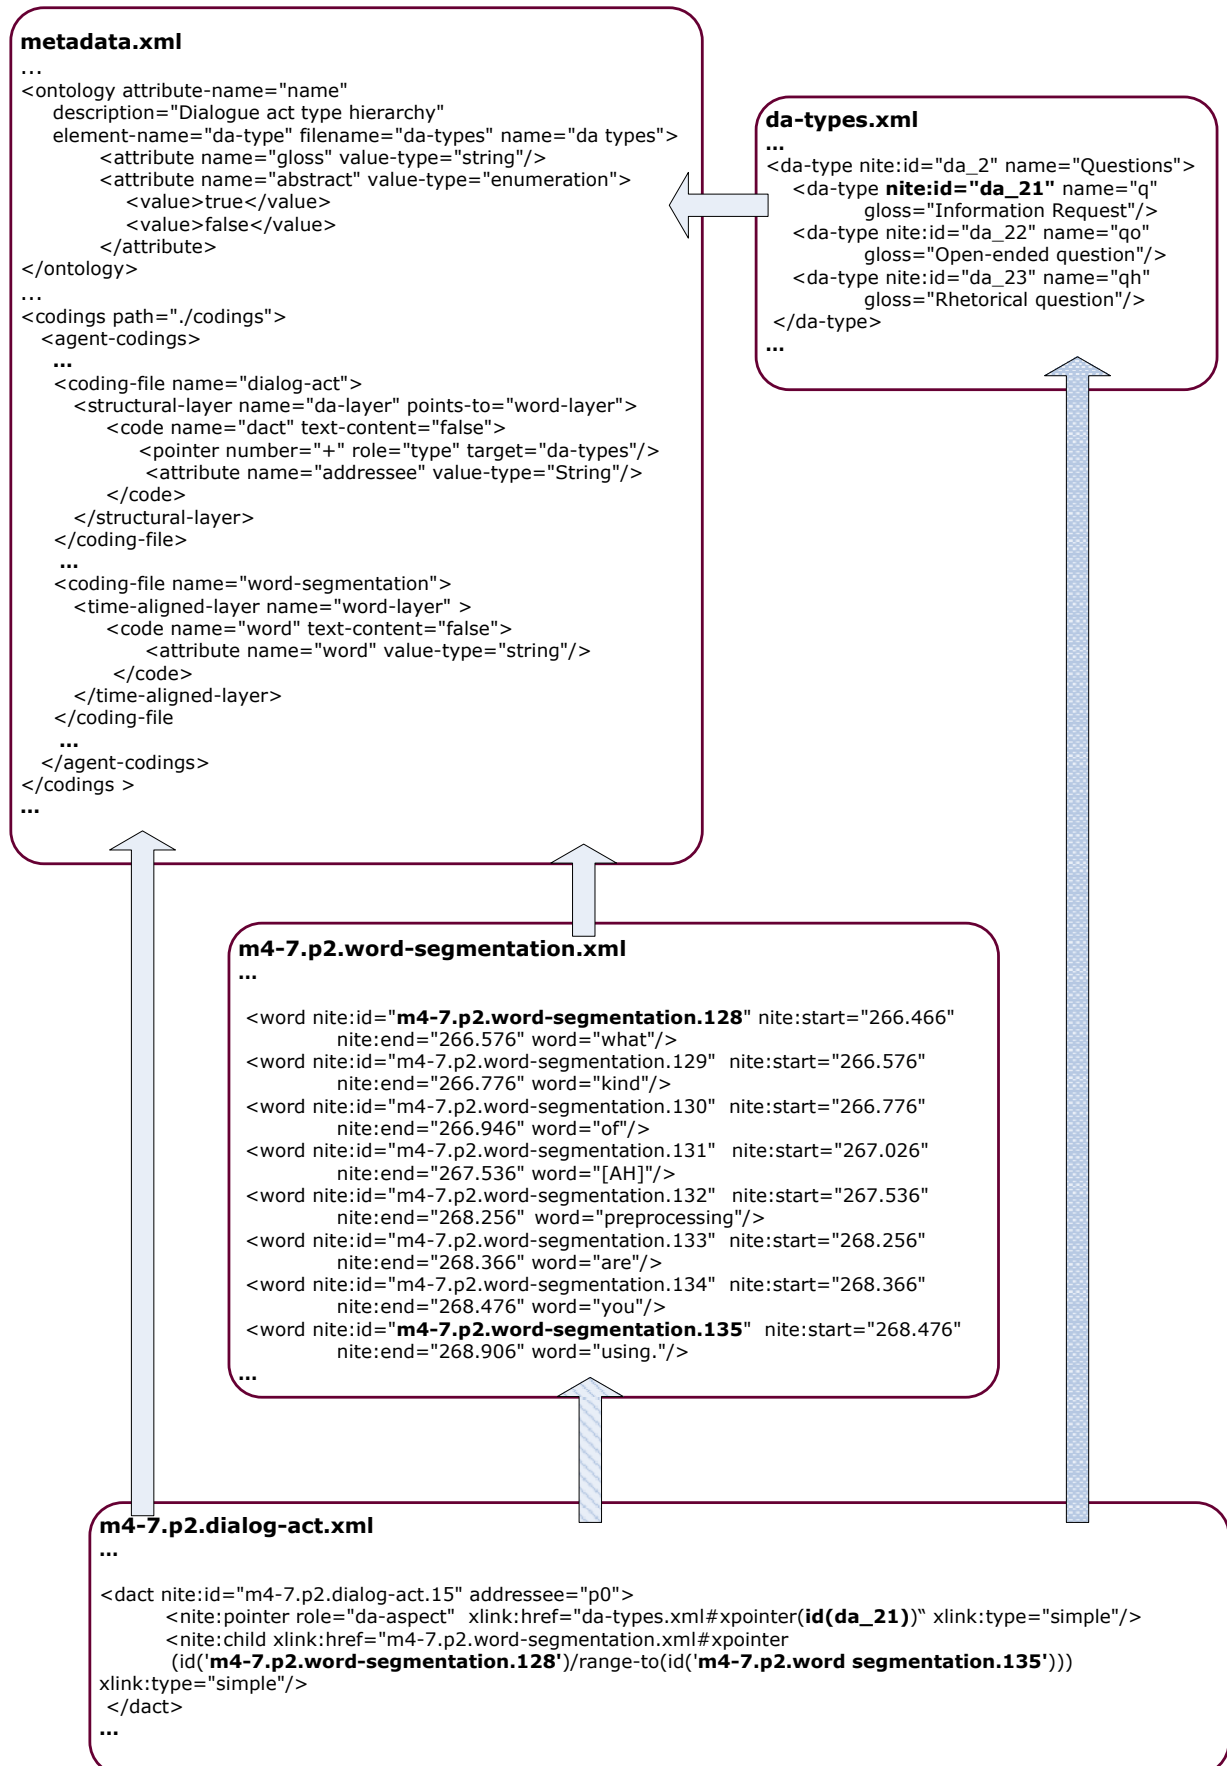 metadata.xml
...
<ontology attribute-name="name"
description="Dialogue act type hierarchy"
element-name="da-type" filename="da-types" name="da types">
<attribute name="gloss" value-type="string"/>
<attribute name="abstract" value-type="enumeration">
<value>true</value>
<value>false</value>
</attribute>
</ontology>
...
<codings path="./codings">
<agent-codings>
...
<coding-file name="dialog-act">
<structural-layer name="da-layer" points-to="word-layer">
<code name="dact" text-content="false">
<pointer number="+" role="type" target="da-types"/>
<attribute name="addressee" value-type="String"/>
</code>
</structural-layer>
</coding-file>
...
<coding-file name="word-segmentation">
<time-aligned-layer name="word-layer" >
<code name="word" text-content="false">
<attribute name="word" value-type="string"/>
</code>
</time-aligned-layer>
</coding-file
...
</agent-codings>
</codings >
...
da-types.xml
...
<da-type nite:id="da_2" name="Questions">
<da-type nite:id="da_21" name="q"
gloss="Information Request"/>
<da-type nite:id="da_22" name="qo"
gloss="Open-ended question"/>
<da-type nite:id="da_23" name="qh"
gloss="Rhetorical question"/>
</da-type>
...
m4-7.p2.word-segmentation.xml
...
<word nite:id="m4-7.p2.word-segmentation.128" nite:start="266.466"
nite:end="266.576" word="what"/>
<word nite:id="m4-7.p2.word-segmentation.129" nite:start="266.576"
nite:end="266.776" word="kind"/>
<word nite:id="m4-7.p2.word-segmentation.130" nite:start="266.776"
nite:end="266.946" word="of"/>
<word nite:id="m4-7.p2.word-segmentation.131" nite:start="267.026"
nite:end="267.536" word="[AH]"/>
<word nite:id="m4-7.p2.word-segmentation.132" nite:start="267.536"
nite:end="268.256" word="preprocessing"/>
<word nite:id="m4-7.p2.word-segmentation.133" nite:start="268.256"
nite:end="268.366" word="are"/>
<word nite:id="m4-7.p2.word-segmentation.134" nite:start="268.366"
nite:end="268.476" word="you"/>
<word nite:id="m4-7.p2.word-segmentation.135" nite:start="268.476"
nite:end="268.906" word="using."/>
...
m4-7.p2.dialog-act.xml
...
<dact nite:id="m4-7.p2.dialog-act.15" addressee="p0">
<nite:pointer role="da-aspect" xlink:href="da-types.xml#xpointer(id(da_21))‟ xlink:type="simple"/>
<nite:child xlink:href="m4-7.p2.word-segmentation.xml#xpointer
(id('m4-7.p2.word-segmentation.128')/range-to(id('m4-7.p2.word segmentation.135')))
xlink:type="simple"/>
</dact>
...